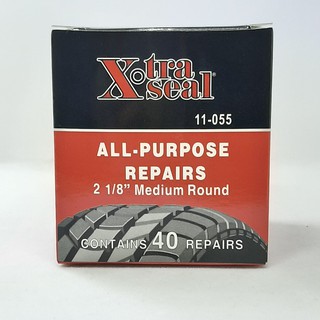 Xtra
seal®
11-055
ALL-PURPOSE
REPAIRS
2 1/8" Medium Round
CONTAINS 40 REPAIRS